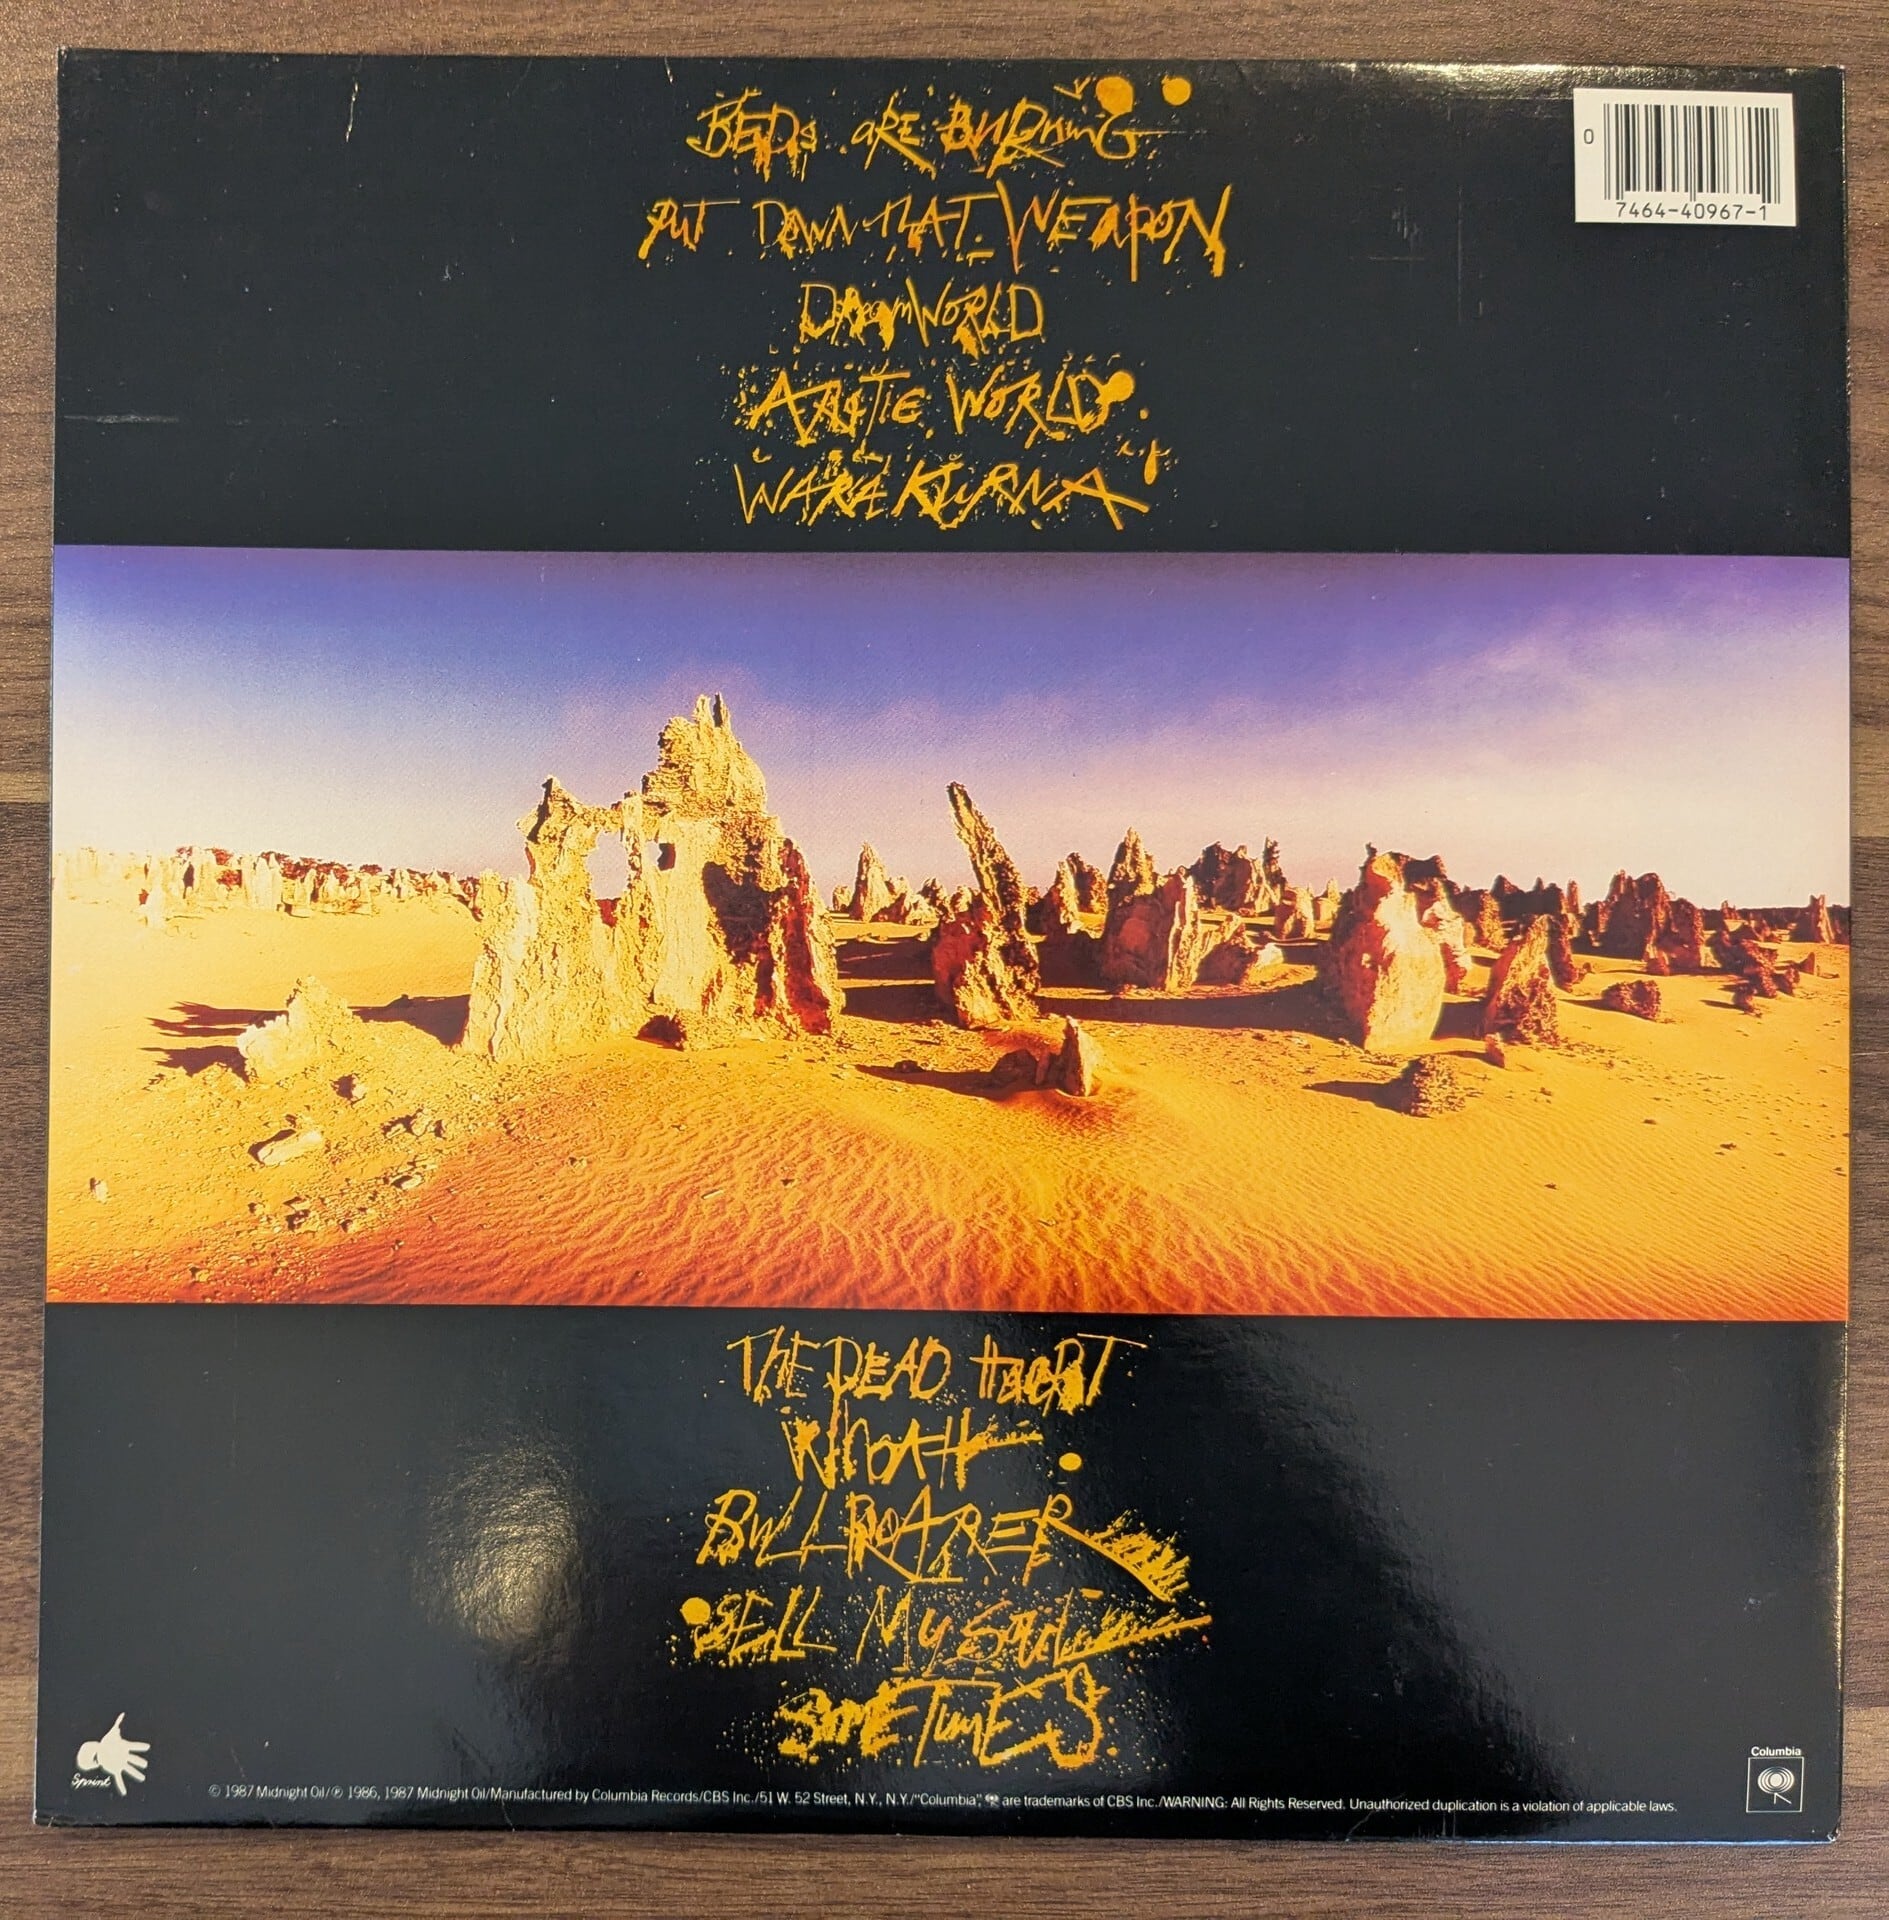 BEDS ARE BURNING
PUT DOWN THAT WEAPON
DREAMWORLD
ARCTIC WORLD
WARAKURNA
0
7464-40967-1
THE DEAD HEART
WHOAH
BULLROARER
SELL MY SOUL
SOMETIMES
Sprint
Columbia
© 1987 Midnight Oil/℗ 1986, 1987 Midnight Oil/Manufactured by Columbia Records/CBS Inc./51 W. 52 Street, N.Y., N.Y./"Columbia", are trademarks of CBS Inc./WARNING: All Rights Reserved. Unauthorized duplication is a violation of applicable laws.